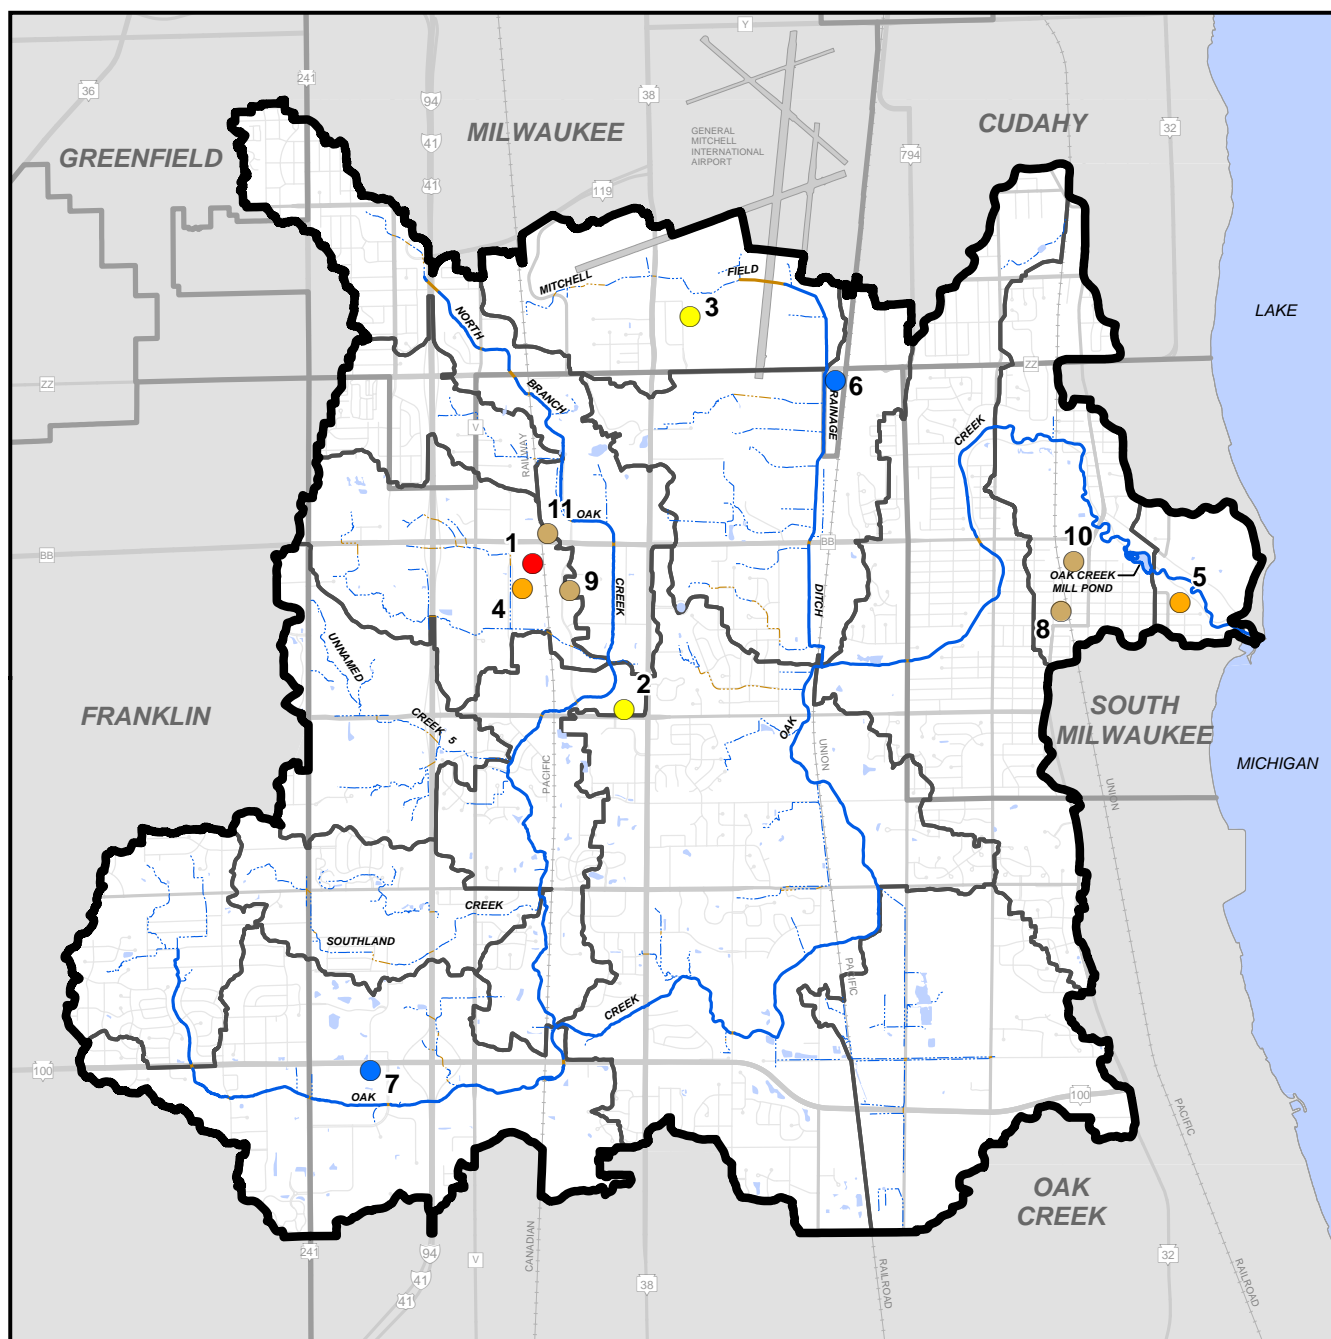 Y
36
241
94
41
41
38
MILWAUKEE
GENERAL
MITCHELL
INTERNATIONAL
AIRPORT
CUDAHY
32
794
GREENFIELD
119
MITCHELL
FIELD
3
NORTH
LAKE
ZZ
ZZ
BRANCH
6
RAINAGE
V
RAILWAY
CREEK
11
OAK
10
BB
BB
1
4
9
CREEK
DITCH
OAK CREEK
MILL POND
5
8
UNNAMED
2
FRANKLIN
CREEK 5
OAK
SOUTH
MILWAUKEE
UNION
PACIFIC
MICHIGAN
UNION
CREEK
SOUTHLAND
PACIFIC
CREEK
100
7
OAK
100
PACIFIC
OAK
CREEK
CANADIAN
241
94
V
41
41
38
32
RAILROAD
RAILROAD